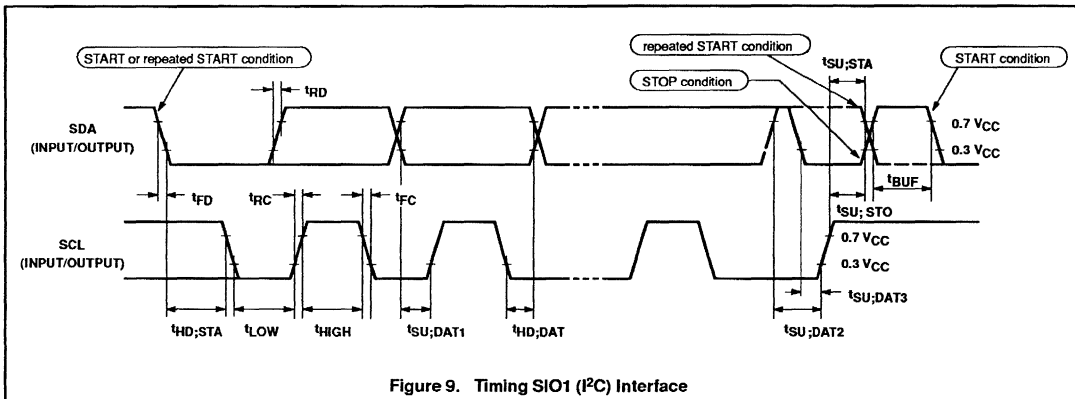 START or repeated START condition
repeated START condition
tSU;STA
START condition
STOP condition
tRD
SDA
(INPUT/OUTPUT)
0.7 VCC
0.3 VCC
tFD
tRC
tFC
tBUF
tSU; STO
SCL
(INPUT/OUTPUT)
0.7 VCC
0.3 VCC
tSU;DAT3
tHD;STA
tLOW
tHIGH
tSU;DAT1
tHD;DAT
tSU;DAT2
Figure 9. Timing SIO1 (I²C) Interface